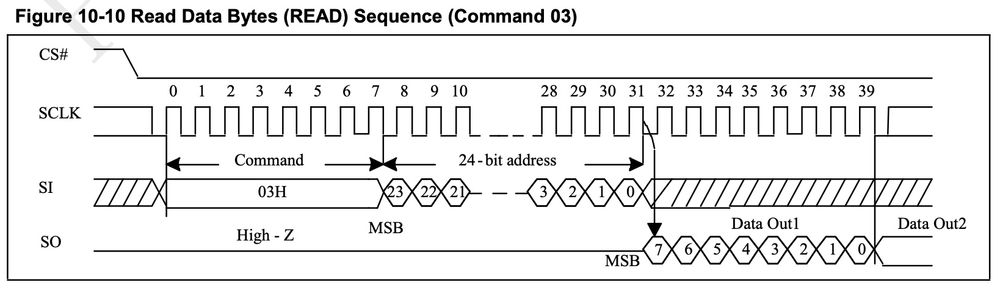 Figure 10-10 Read Data Bytes (READ) Sequence (Command 03)
CS#
0 1 2 3 4 5 6 7 8 9 10 28 29 30 31 32 33 34 35 36 37 38 39
SCLK
Command 24-bit address
SI 03H 23 22 21 3 2 1 0
MSB
Data Out1 Data Out2
SO High - Z 7 6 5 4 3 2 1 0
MSB